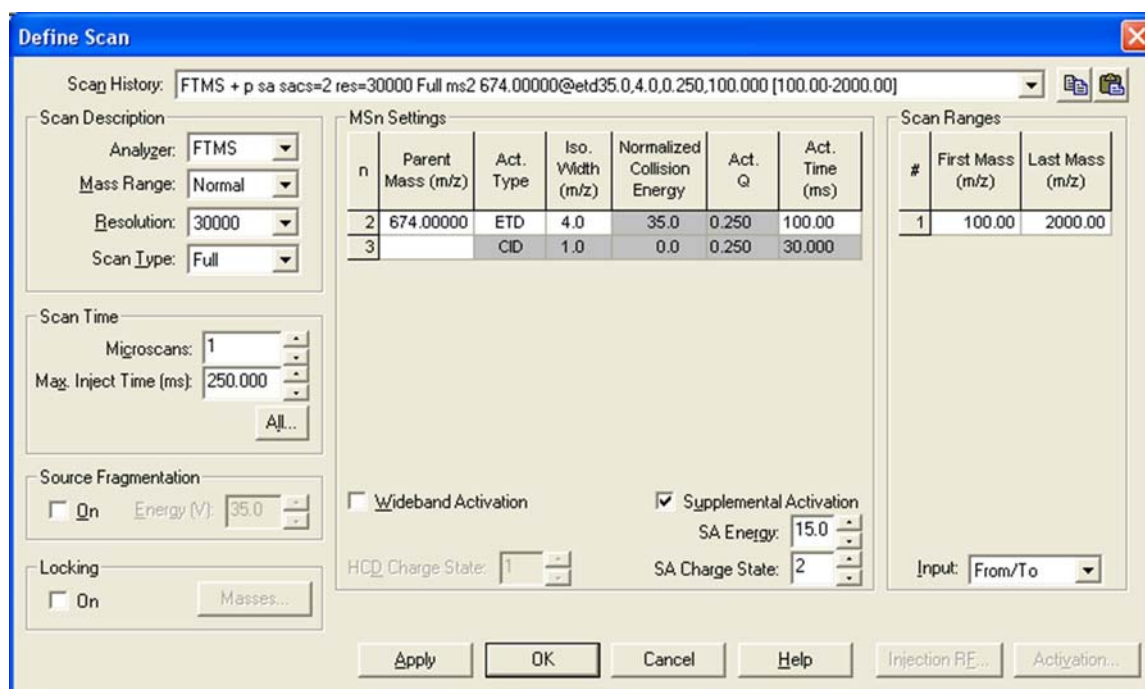 Define Scan
Scan History: FTMS + p sa sacs=2 res=30000 Full ms2 674.00000@etd35.0,4.0,0.250,100.000 [100.00-2000.00]
Scan Description
Analyzer: FTMS
Mass Range: Normal
Resolution: 30000
Scan Type: Full
Scan Time
Microscans: 1
Max. Inject Time (ms): 250.000
All...
Source Fragmentation
On Energy (V): 35.0
Locking
On Masses...
MSn Settings
n Parent Mass (m/z) Act. Type Iso. Width (m/z) Normalized Collision Energy Act. Q Act. Time (ms)
2 674.00000 ETD 4.0 35.0 0.250 100.00
3 CID 1.0 0.0 0.250 30.000
Wideband Activation
Supplemental Activation
SA Energy: 15.0
HCD Charge State: 1
SA Charge State: 2
Scan Ranges
# First Mass (m/z) Last Mass (m/z)
1 100.00 2000.00
Input: From/To
Apply OK Cancel Help Injection RF... Activation...